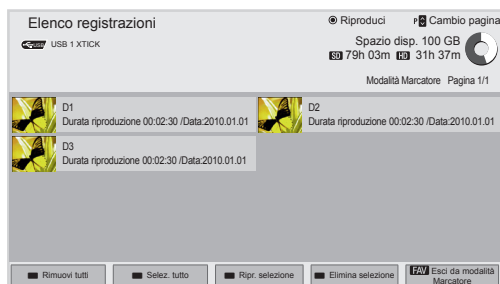 Elenco registrazioni
Riproduci
P Cambio pagina
USB USB 1 XTICK
Spazio disp. 100 GB
SD 79h 03m HD 31h 37m
Modalità Marcatore Pagina 1/1
D1
Durata riproduzione 00:02:30 /Data:2010.01.01
D2
Durata riproduzione 00:02:30 /Data:2010.01.01
D3
Durata riproduzione 00:02:30 /Data:2010.01.01
Rimuovi tutti
Selez. tutto
Ripr. selezione
Elimina selezione
FAV Esci da modalità
Marcatore